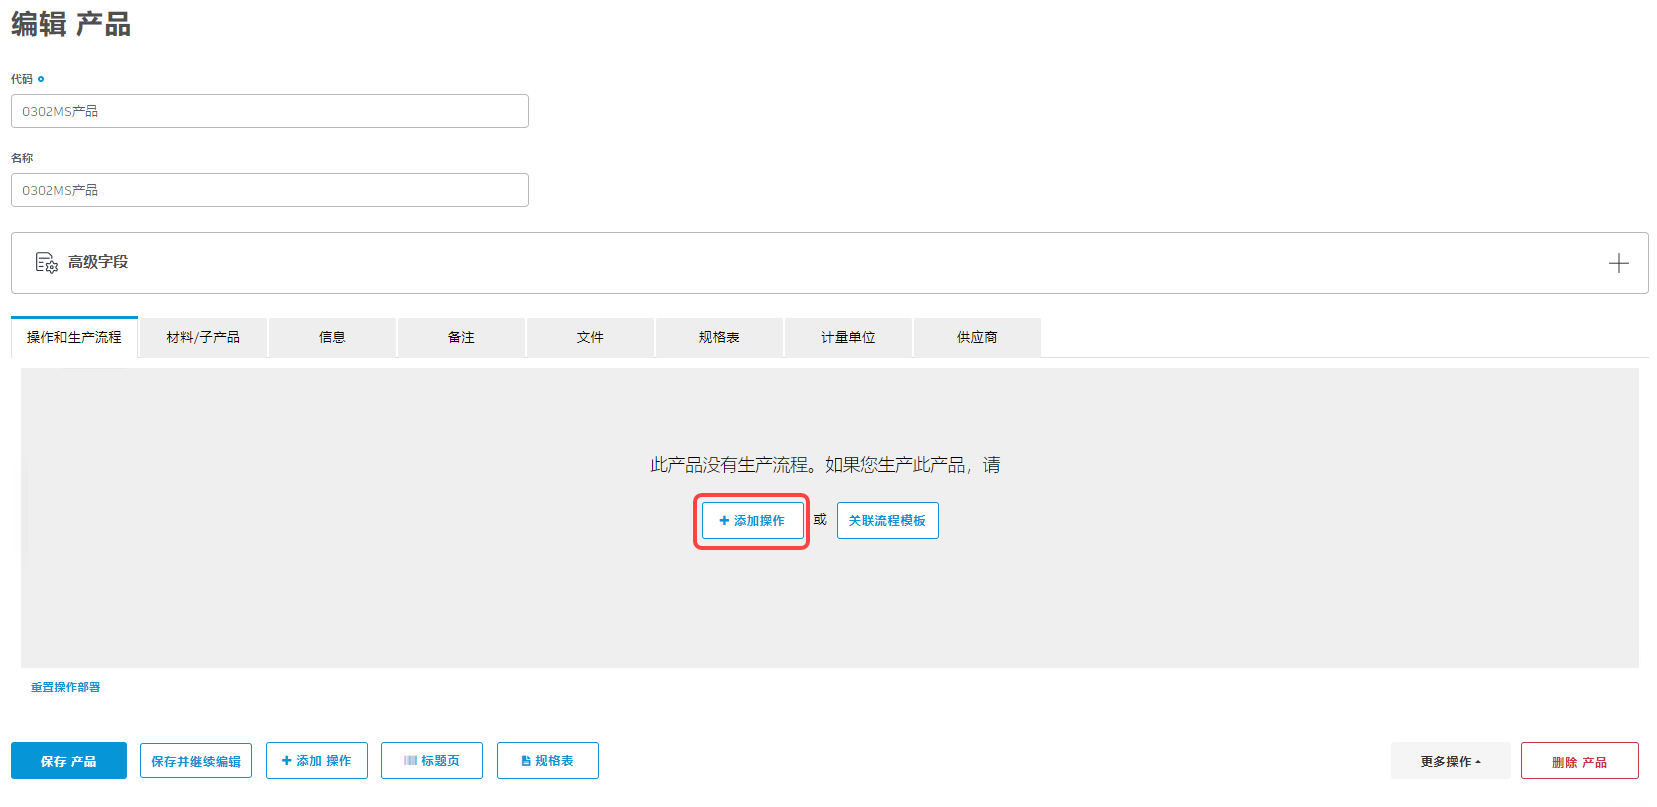 编辑 产品
代码
0302MS产品
名称
0302MS产品
高级字段
操作和生产流程 材料/子产品 信息 备注 文件 规格表 计量单位 供应商
此产品没有生产流程。如果您生产此产品，请
+ 添加操作 或 关联流程模板
重置操作部署
保存 产品 保存并继续编辑 + 添加 操作 标题页 规格表 更多操作 删除 产品